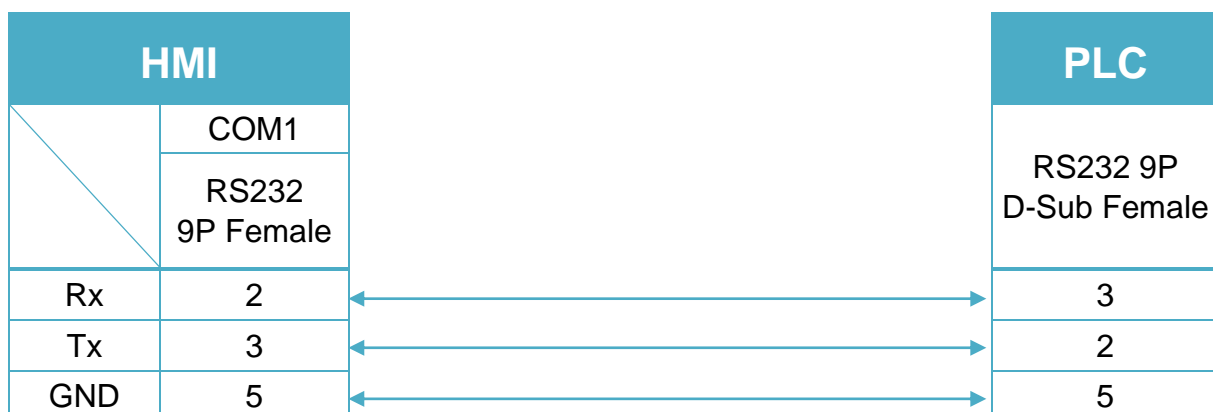 HMI
PLC
COM1
RS232
9P Female
RS232 9P
D-Sub Female
Rx 2 3
Tx 3 2
GND 5 5